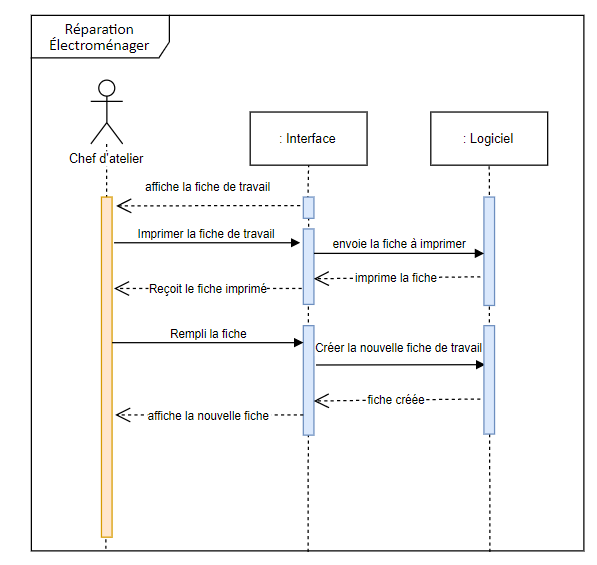 Réparation
Électroménager
: Interface
: Logiciel
Chef d'atelier
affiche la fiche de travail
Imprimer la fiche de travail
envoie la fiche à imprimer
imprime la fiche
Reçoit le fiche imprimé
Rempli la fiche
Créer la nouvelle fiche de travail
fiche créée
affiche la nouvelle fiche